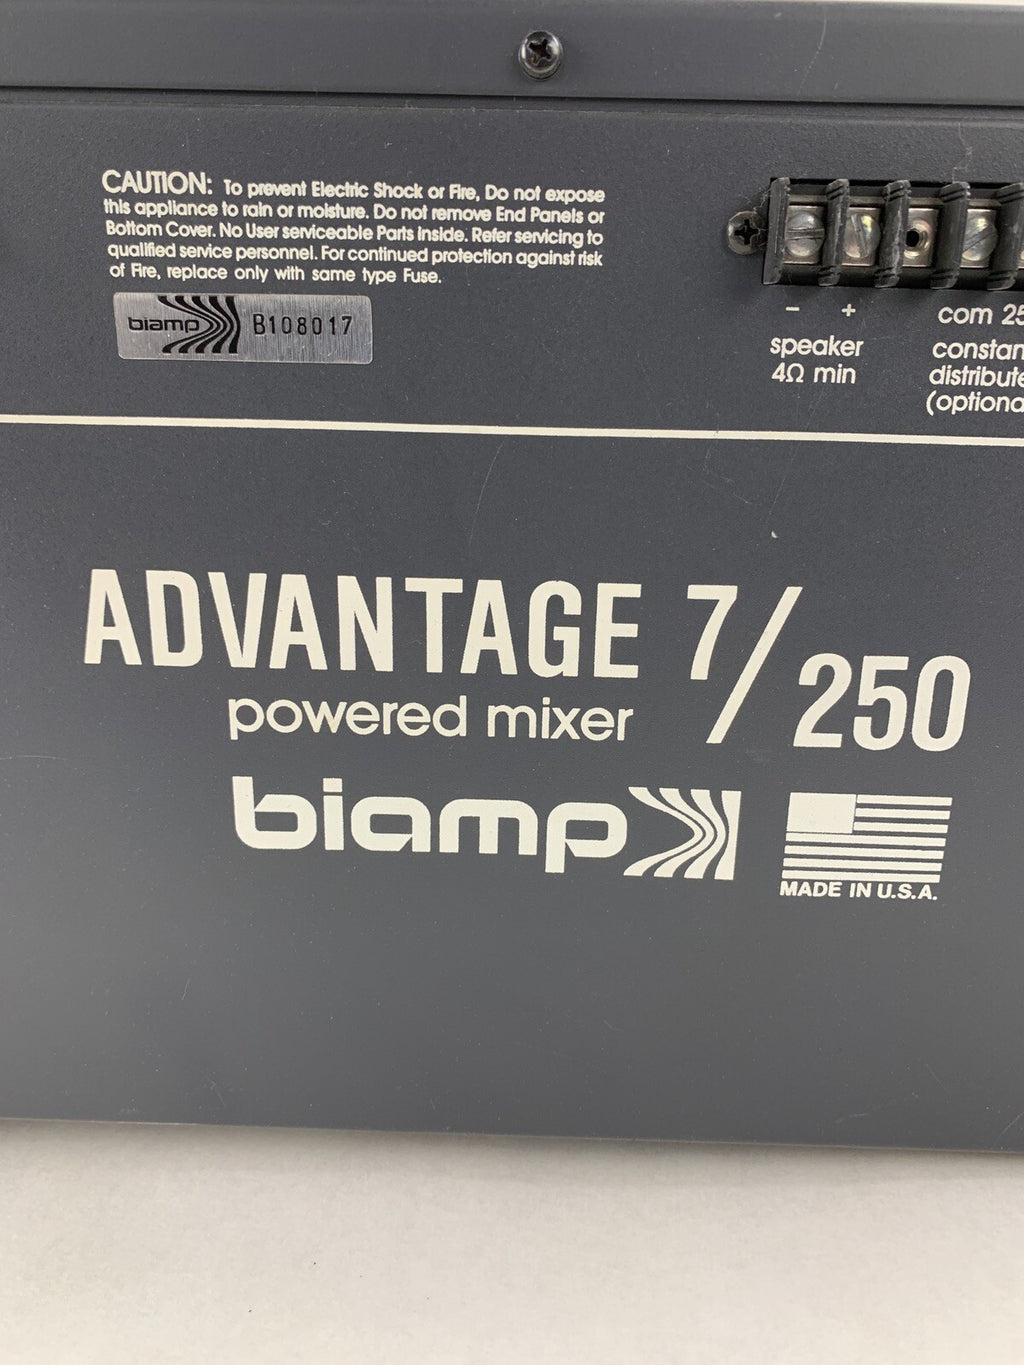 CAUTION: To prevent Electric Shock or Fire, Do not expose
this appliance to rain or moisture. Do not remove End Panels or
Bottom Cover. No User serviceable Parts Inside. Refer servicing to
qualified service personnel. For continued protection against risk
of Fire, replace only with same type Fuse.
biamp B108017
− +
speaker
4Ω min
com 25
constan
distribute
(optiona
ADVANTAGE 7/250
powered mixer
biamp
MADE IN U.S.A.